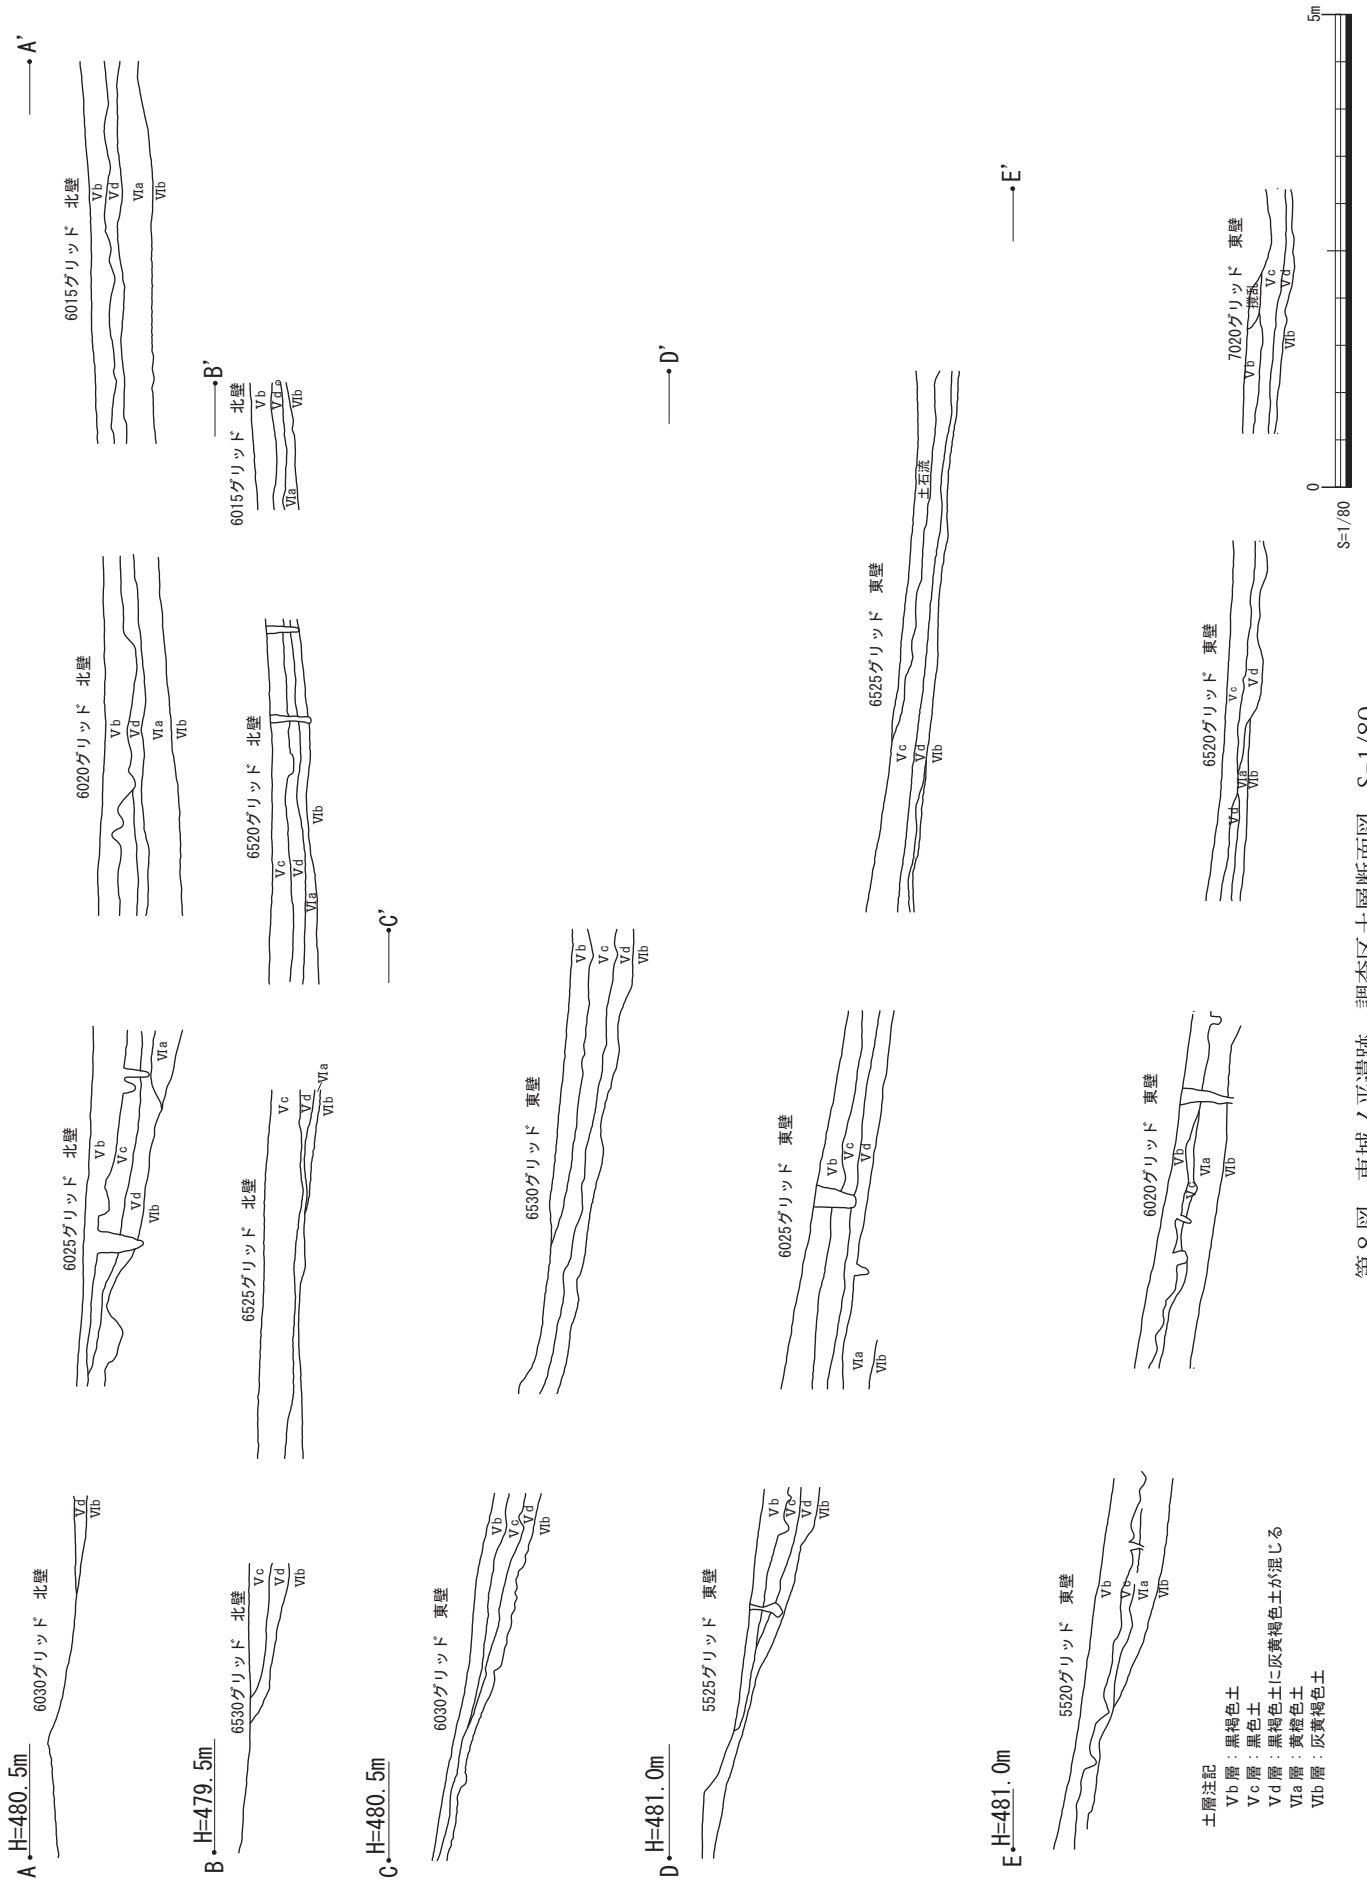 A H=480.5m
A'
6030グリッド 北壁
Ⅴd
Ⅵb
6025グリッド 北壁
Ⅴb
Ⅴc
Ⅴd
Ⅵb
Ⅵa
6020グリッド 北壁
Ⅴb
Ⅴd
Ⅵa
Ⅵb
6015グリッド 北壁
Ⅴb
Ⅴd
Ⅵa
Ⅵb
B H=479.5m
B'
6530グリッド 北壁
Ⅴc
Ⅴd
Ⅵb
6525グリッド 北壁
Ⅴc
Ⅴd
Ⅵb
Ⅵa
6520グリッド 北壁
Ⅴc
Ⅴd
Ⅵa
Ⅵb
6015グリッド 北壁
Ⅴb
Ⅴd
Ⅵa
Ⅵb
C H=480.5m
C'
6030グリッド 東壁
Ⅴb
Ⅴc
Ⅴd
Ⅵb
6530グリッド 東壁
Ⅴb
Ⅴc
Ⅴd
Ⅵb
D H=481.0m
D'
5525グリッド 東壁
Ⅴb
Ⅴc
Ⅴd
Ⅵb
6025グリッド 東壁
Ⅴb
Ⅴc
Ⅴd
Ⅵa
Ⅵb
6525グリッド 東壁
Ⅴc
Ⅴd
Ⅵb
土石流
E H=481.0m
E'
5520グリッド 東壁
Ⅴb
Ⅴc
Ⅵa
Ⅵb
6020グリッド 東壁
Ⅴb
Ⅴc
Ⅵa
Ⅵb
6520グリッド 東壁
Ⅴd
Ⅵa
Ⅵb
Ⅴc
Ⅴd
7020グリッド 東壁
Ⅴb
攪乱
Ⅴc
Ⅴd
Ⅵb
土層注記
Ⅴb層：黒褐色土
Ⅴc層：黒色土
Ⅴd層：黒褐色土に灰黄褐色土が混じる
Ⅵa層：黄橙色土
Ⅵb層：灰黄褐色土
S=1/80
0 5m